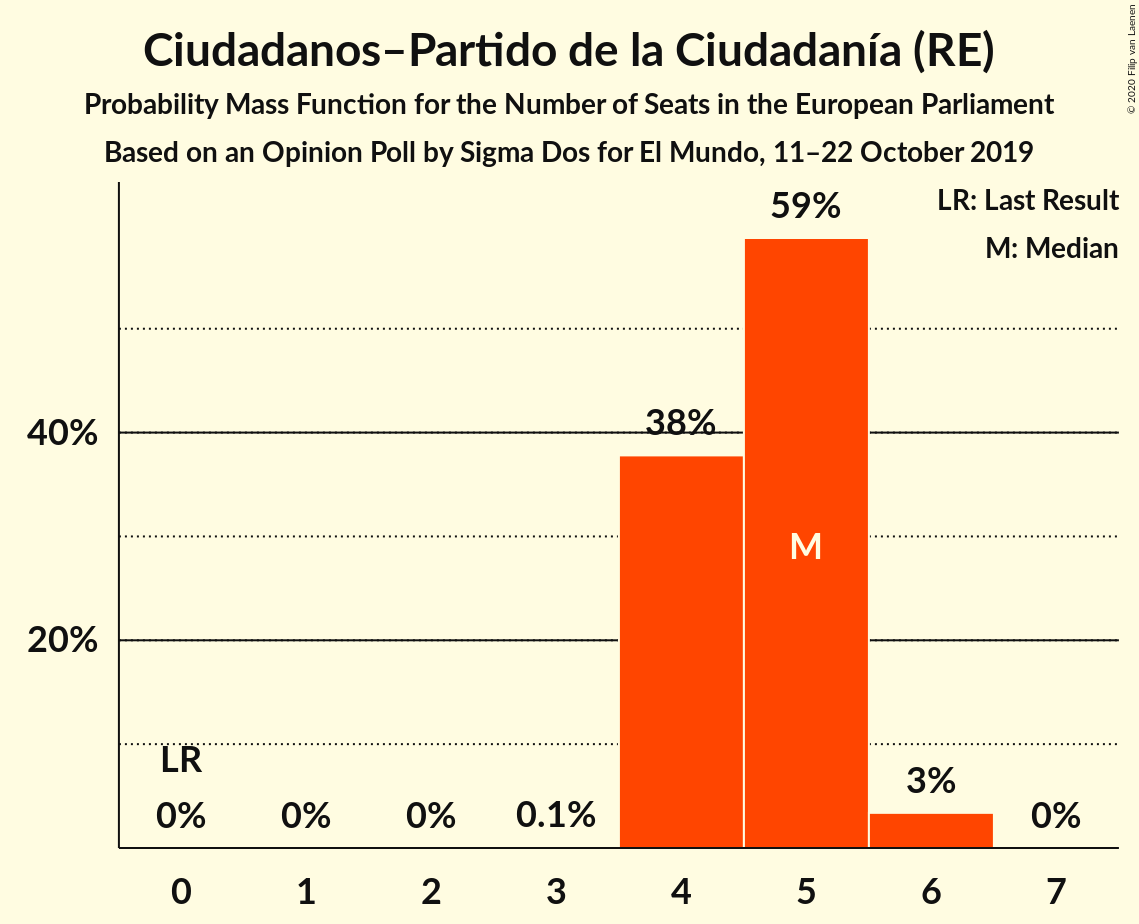 Ciudadanos–Partido de la Ciudadanía (RE)
Probability Mass Function for the Number of Seats in the European Parliament
Based on an Opinion Poll by Sigma Dos for El Mundo, 11–22 October 2019
© 2020 Filip van Laenen
LR: Last Result
M: Median
59%
38%
40%
M
20%
LR
3%
0% 0% 0% 0.1% 0%
0 1 2 3 4 5 6 7